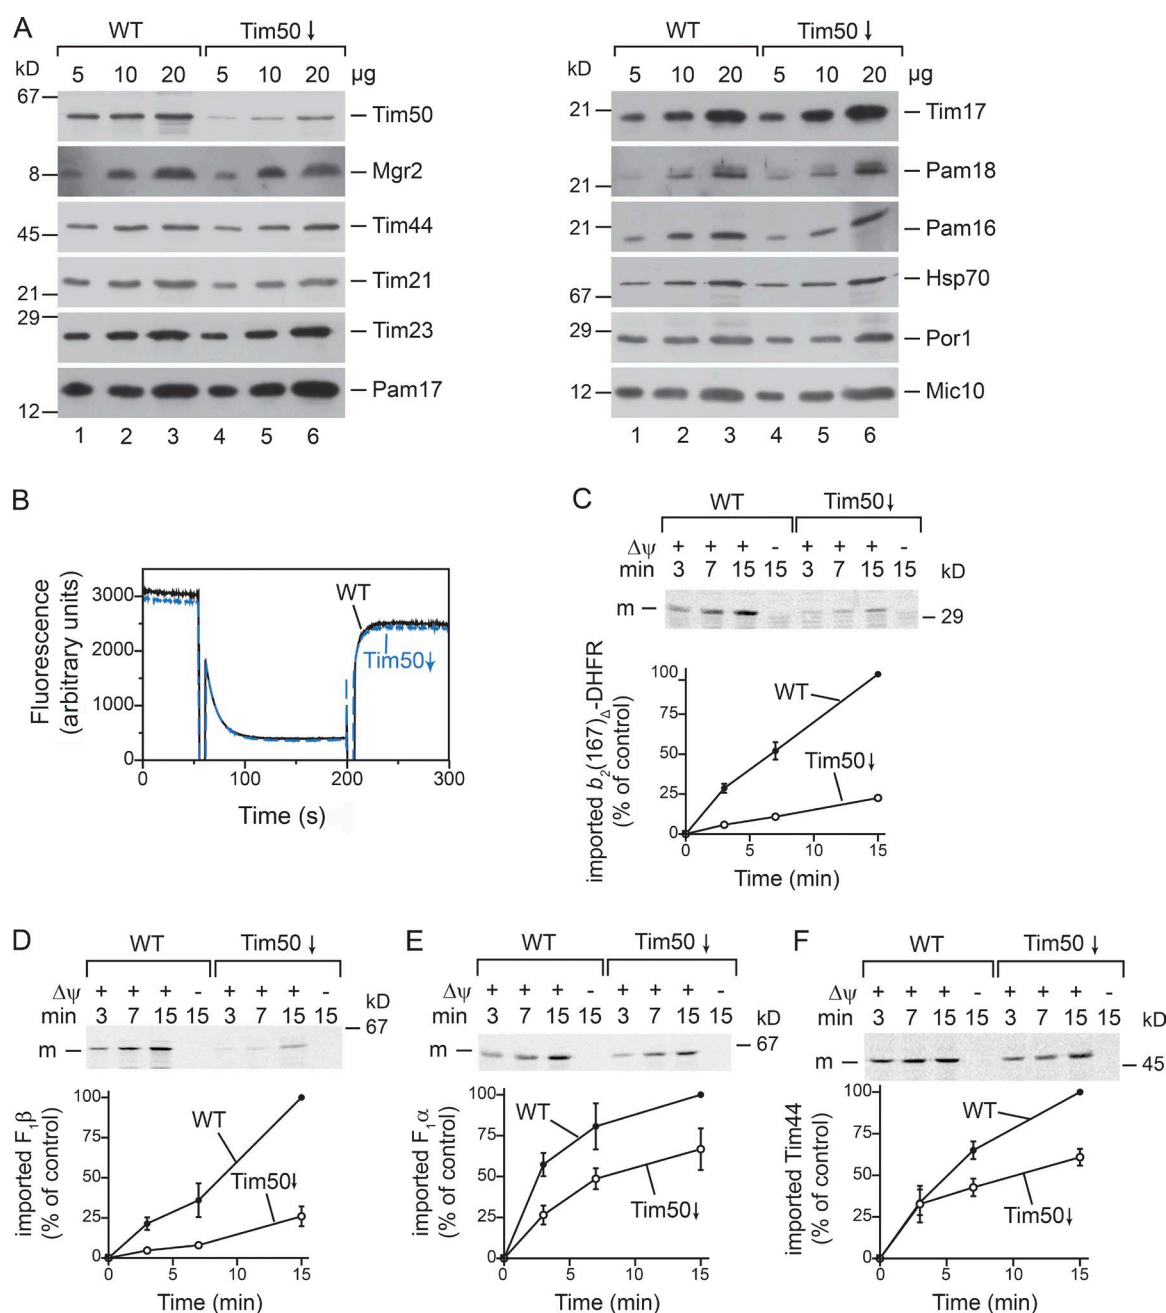 A
WT Tim50↓
kD 5 10 20 5 10 20 µg
67
Tim50
8
Mgr2
45
Tim44
21
Tim21
29
Tim23
Pam17
12
1 2 3 4 5 6
WT Tim50↓
kD 5 10 20 5 10 20 µg
21
Tim17
21
Pam18
21
Pam16
67
Hsp70
29
Por1
12
Mic10
1 2 3 4 5 6
B
Fluorescence
(arbitrary units)
3000
2000
1000
0
WT
Tim50↓
0 100 200 300
Time (s)
C
WT Tim50↓
Δψ + + + - + + + -
min 3 7 15 15 3 7 15 15 kD
m
29
imported b2(167)Δ-DHFR
(% of control)
100
75
50
25
0
WT
Tim50↓
0 5 10 15
Time (min)
D
WT Tim50↓
Δψ + + + - + + + -
min 3 7 15 15 3 7 15 15 kD
67
m
imported F1β
(% of control)
100
75
50
25
0
WT
Tim50↓
0 5 10 15
Time (min)
E
WT Tim50↓
Δψ + + + - + + + -
min 3 7 15 15 3 7 15 15 kD
67
m
imported F1α
(% of control)
100
75
50
25
0
WT
Tim50↓
0 5 10 15
Time (min)
F
WT Tim50↓
Δψ + + + - + + + -
min 3 7 15 15 3 7 15 15 kD
m
45
imported Tim44
(% of control)
100
75
50
25
0
WT
Tim50↓
0 5 10 15
Time (min)